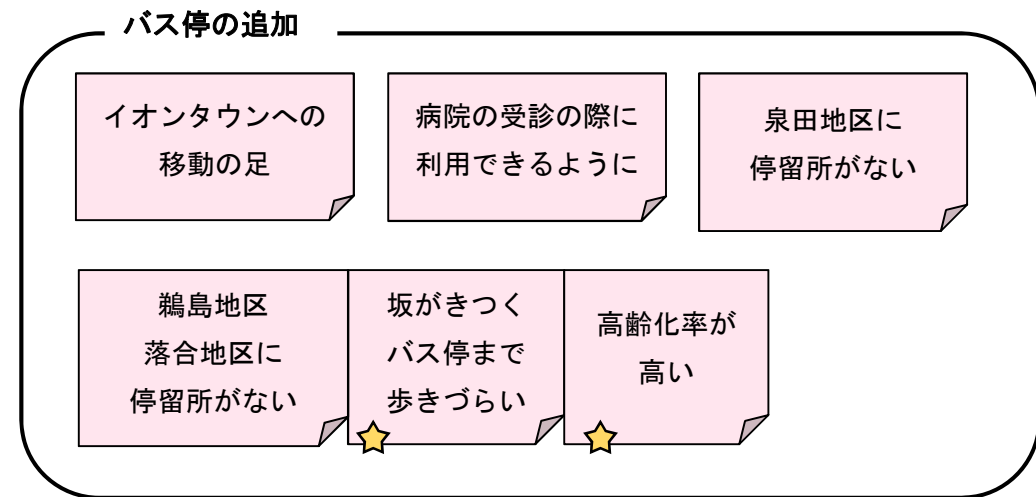 バス停の追加
イオンタウンへの
移動の足
病院の受診の際に
利用できるように
泉田地区に
停留所がない
鵜島地区
落合地区に
停留所がない
坂がきつく
バス停まで
歩きづらい
高齢化率が
高い